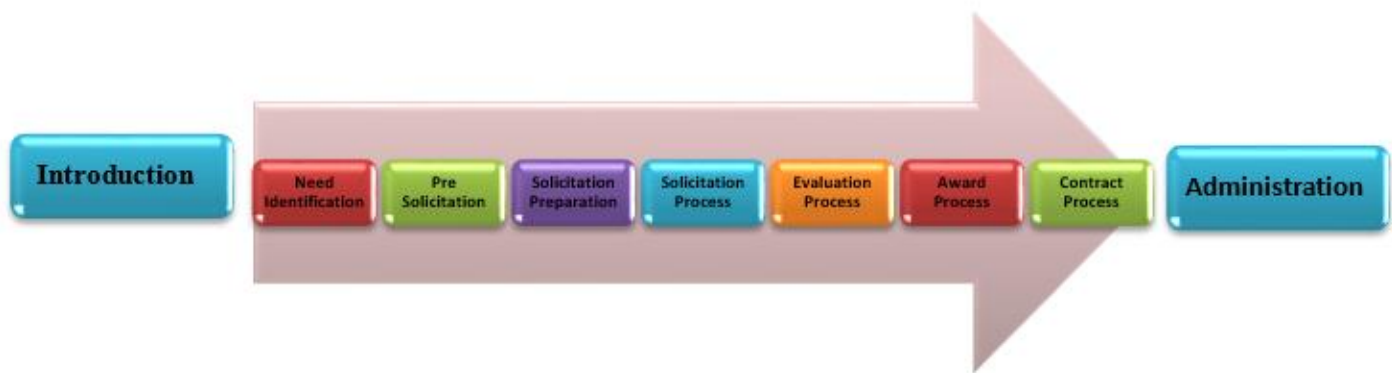 Introduction
Need
Identification
Pre
Solicitation
Solicitation
Preparation
Solicitation
Process
Evaluation
Process
Award
Process
Contract
Process
Administration